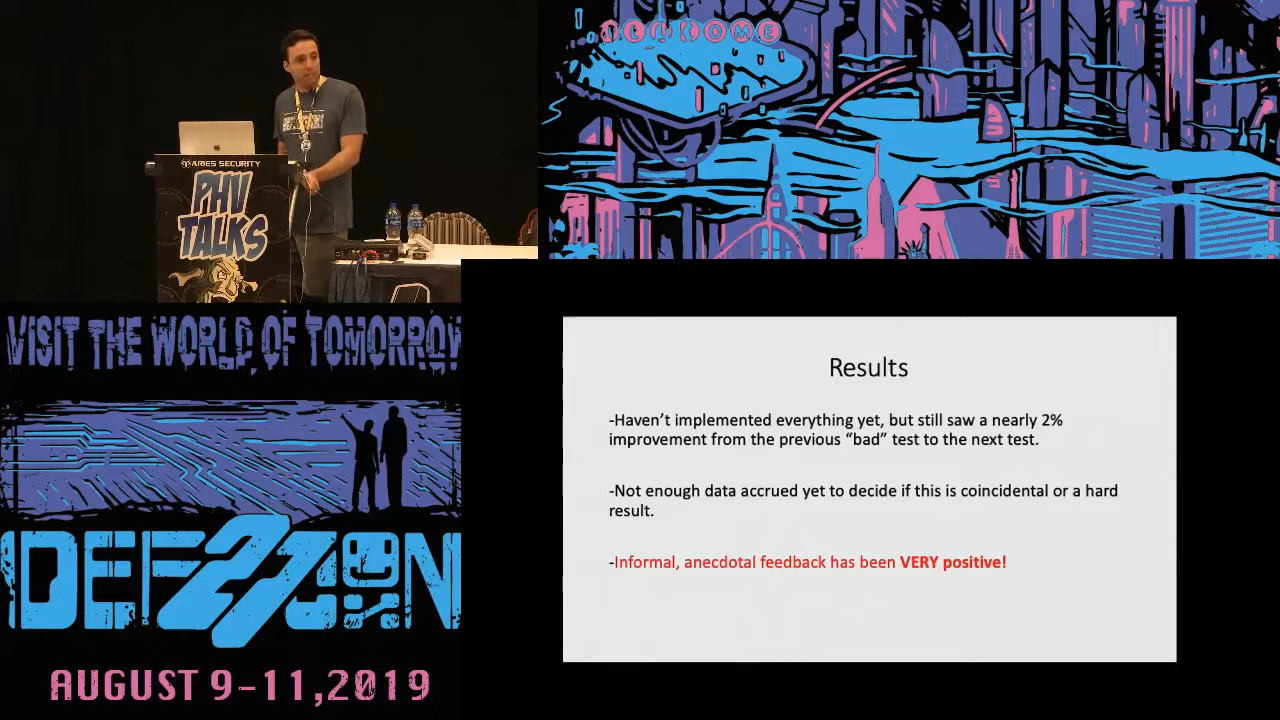 WELCOME
ARIES SECURITY
PHV
TALKS
VISIT THE WORLD OF TOMORROW
DEF27CON
AUGUST 9-11,2019
Results
-Haven’t implemented everything yet, but still saw a nearly 2%
improvement from the previous “bad” test to the next test.
-Not enough data accrued yet to decide if this is coincidental or a hard
result.
-Informal, anecdotal feedback has been VERY positive!